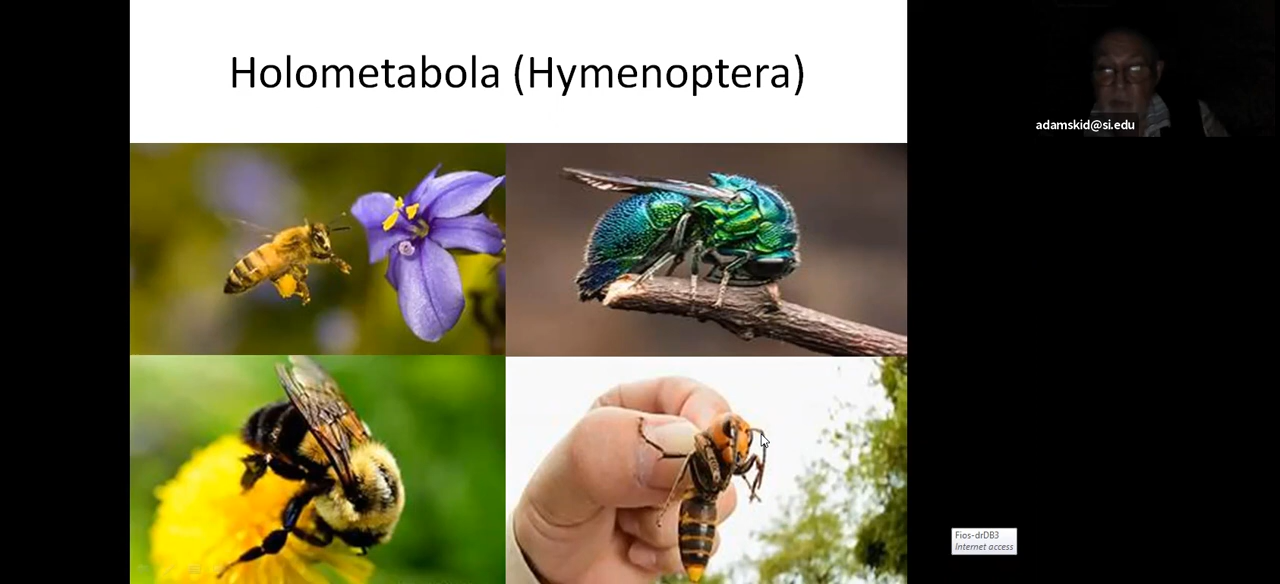 Holometabola (Hymenoptera)
adamskid@si.edu
Fios-drDB3
Internet access